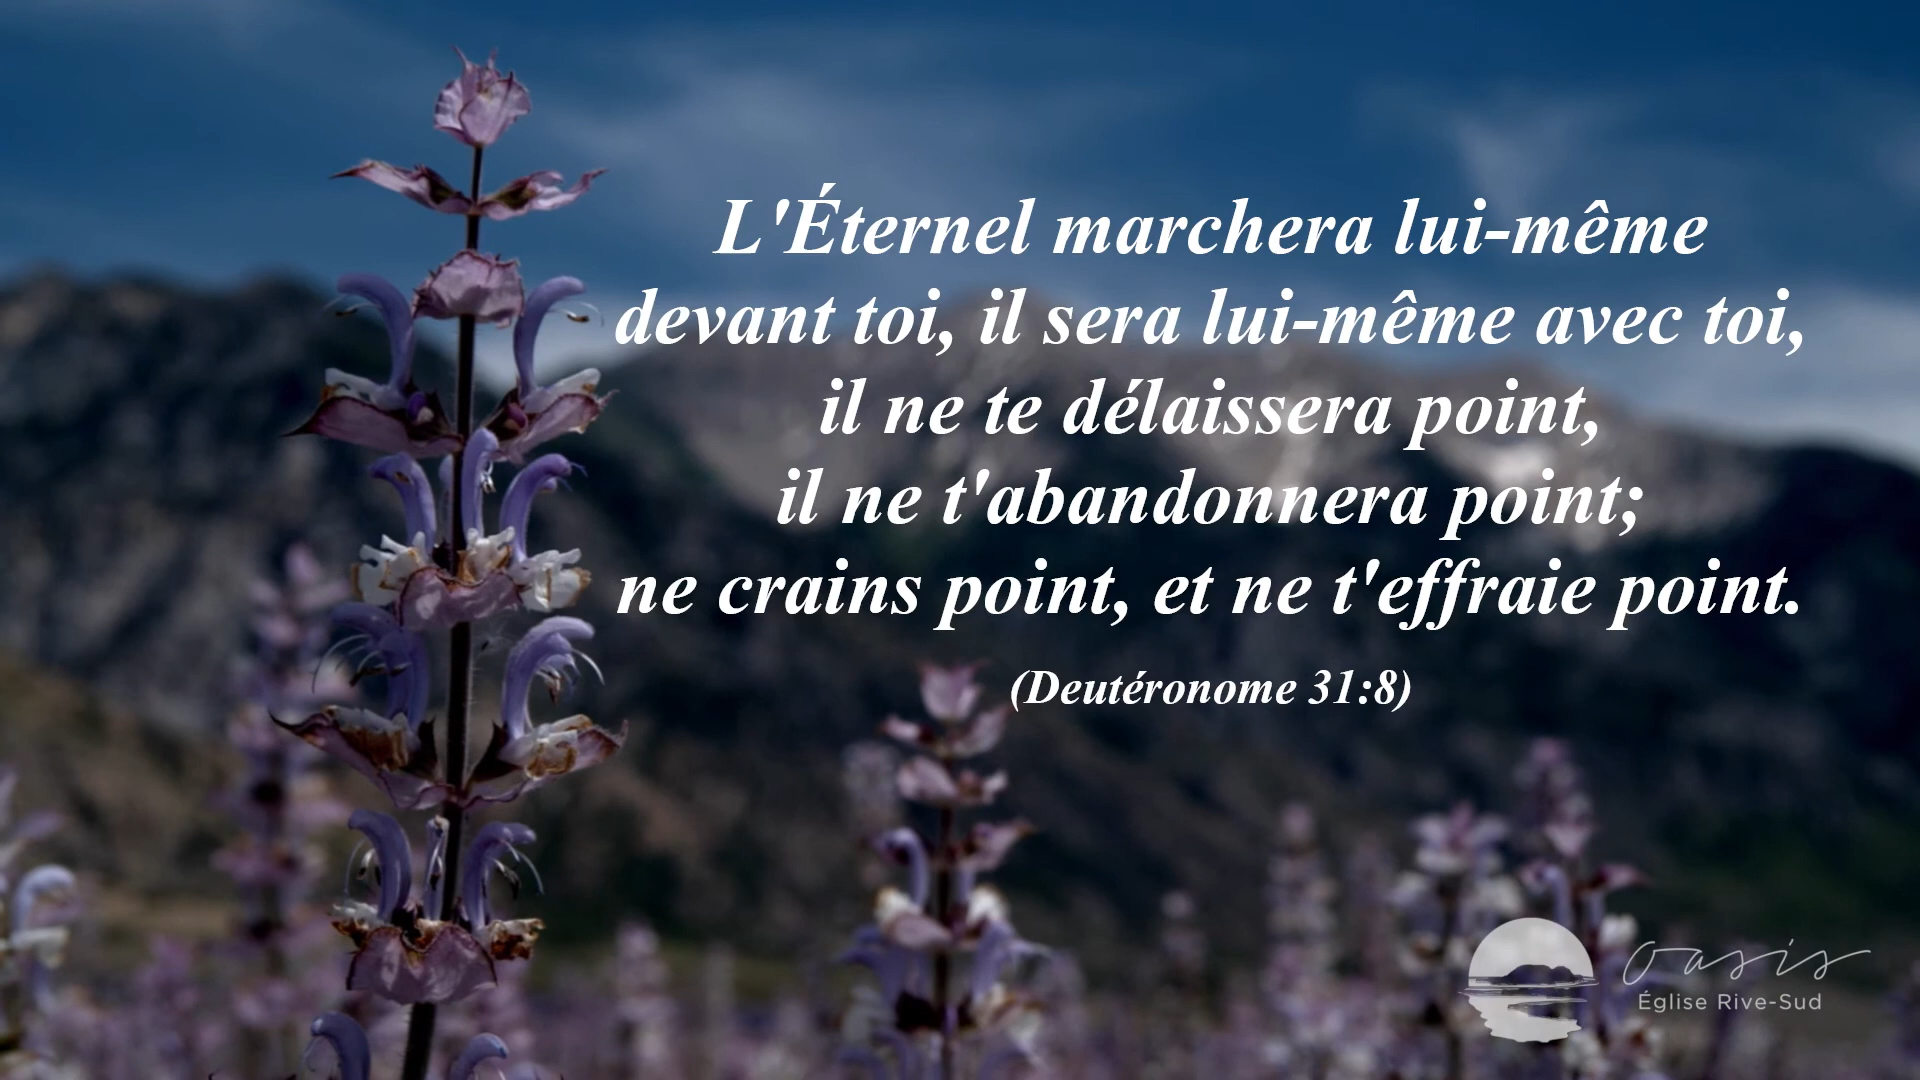 L'Éternel marchera lui-même
devant toi, il sera lui-même avec toi,
il ne te délaissera point,
il ne t'abandonnera point;
ne crains point, et ne t'effraie point.
(Deutéronome 31:8)
oasis
Église Rive-Sud